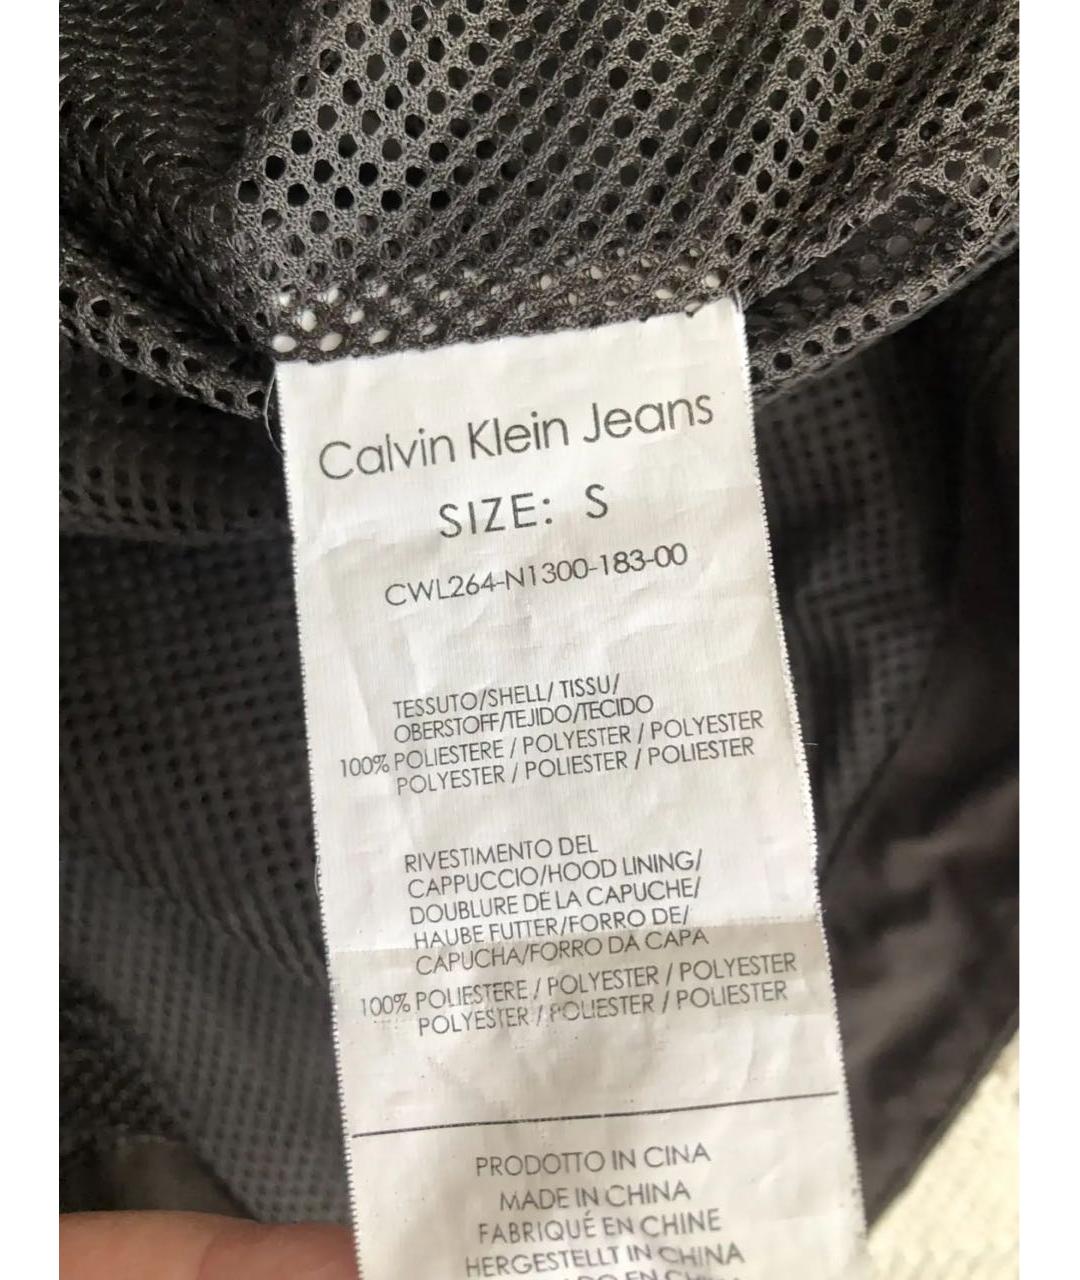 Calvin Klein Jeans
SIZE: S
CWL264-N1300-183-00
TESSUTO/SHELL/ TISSU/
OBERSTOFF/TEJIDO/TECIDO
100% POLIESTERE / POLYESTER / POLYESTER
POLYESTER / POLIESTER / POLIESTER
RIVESTIMENTO DEL
CAPPUCCIO/HOOD LINING/
DOUBLURE DE LA CAPUCHE/
HAUBE FUTTER/FORRO DE/
CAPUCHA/FORRO DA CAPA
100% POLIESTERE / POLYESTER / POLYESTER
POLYESTER / POLIESTER / POLIESTER
PRODOTTO IN CINA
MADE IN CHINA
FABRIQUÉ EN CHINE
HERGESTELLT IN CHINA
EN